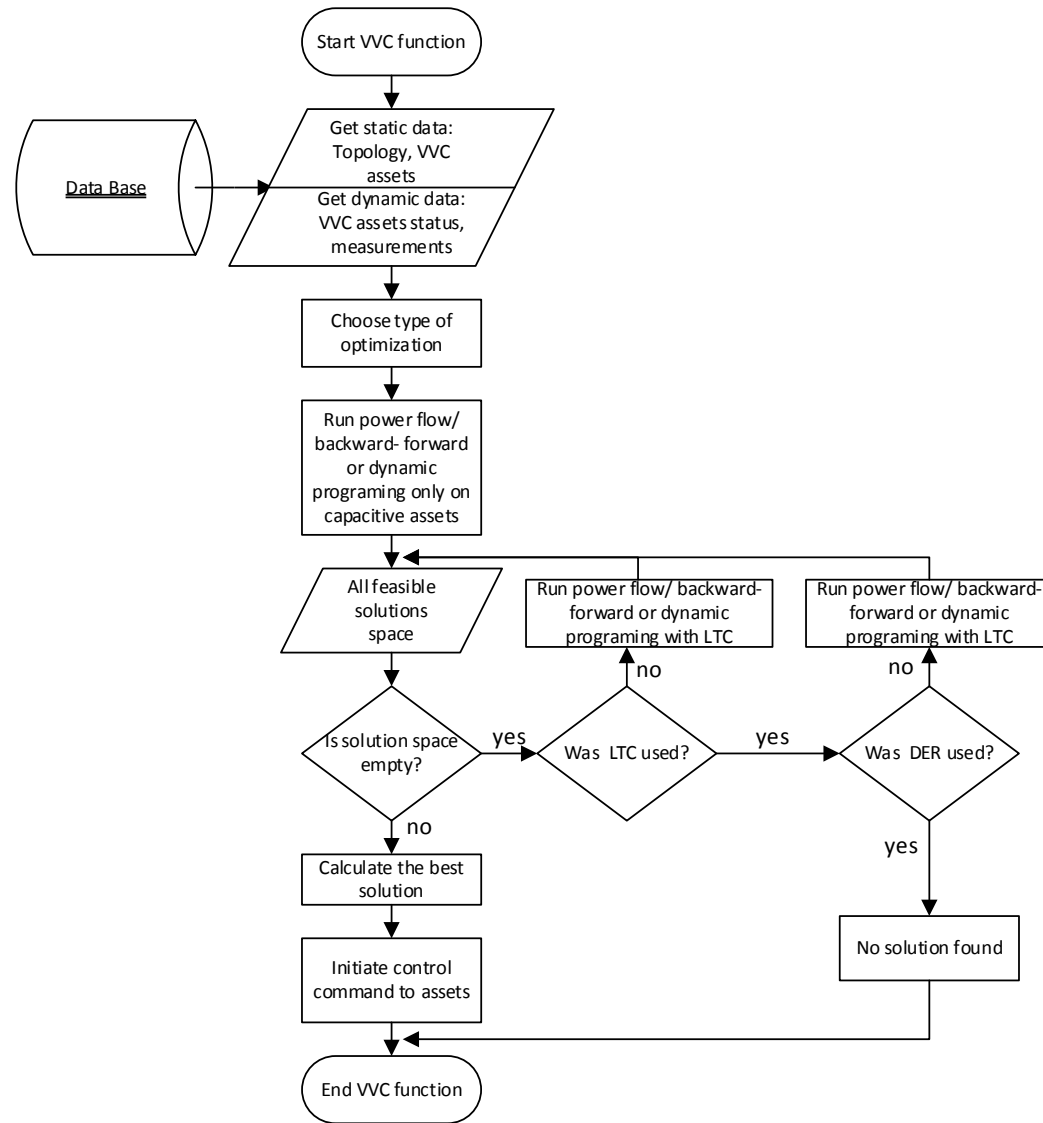 Start VVC function
Data Base
Get static data:
Topology, VVC
assets
Get dynamic data:
VVC assets status,
measurements
Choose type of
optimization
Run power flow/
backward- forward
or dynamic
programing only on
capacitive assets
All feasible
solutions
space
Run power flow/ backward-
forward or dynamic
programing with LTC
Run power flow/ backward-
forward or dynamic
programing with LTC
no
no
Is solution space
empty?
yes
Was LTC used?
yes
Was DER used?
no
yes
Calculate the best
solution
No solution found
Initiate control
command to assets
End VVC function